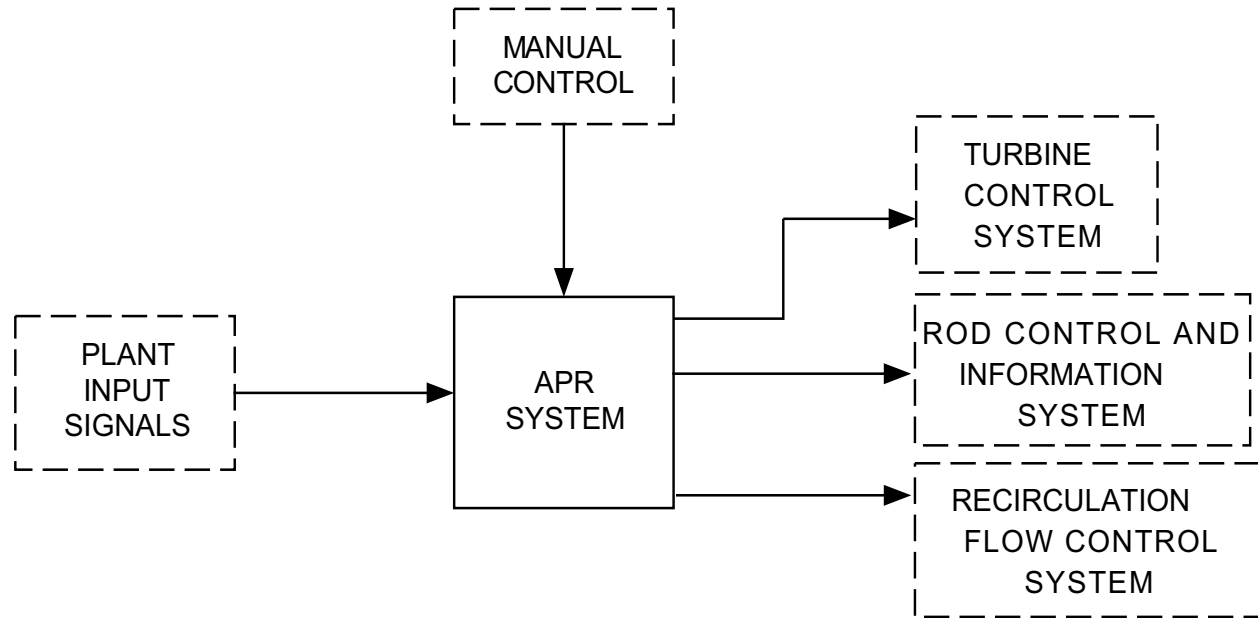 MANUAL
CONTROL
TURBINE
CONTROL
SYSTEM
PLANT
INPUT
SIGNALS
APR
SYSTEM
ROD CONTROL AND
INFORMATION
SYSTEM
RECIRCULATION
FLOW CONTROL
SYSTEM